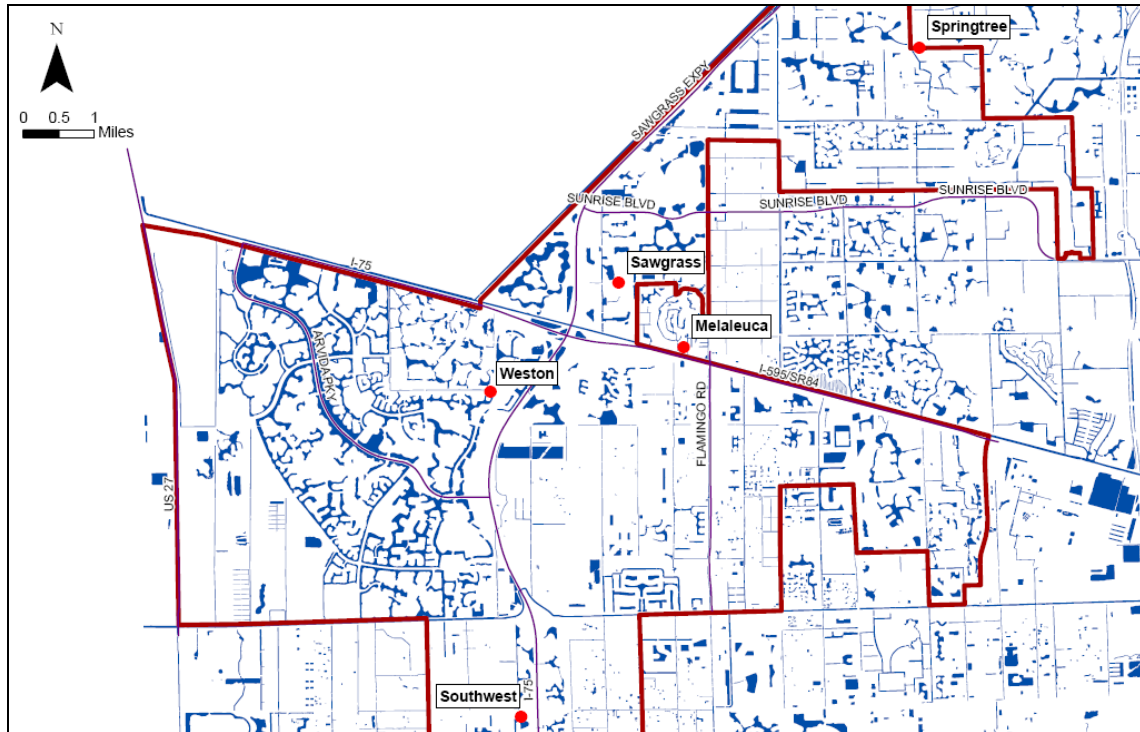 Springtree
N
0 0.5 1
Miles
SAWGRASS EXPY
SUNRISE BLVD
SUNRISE BLVD
SUNRISE BLVD
I-75
Sawgrass
Melaleuca
ARVIDA PKY
Weston
I-595/SR84
FLAMINGO RD
US 27
Southwest
I-75